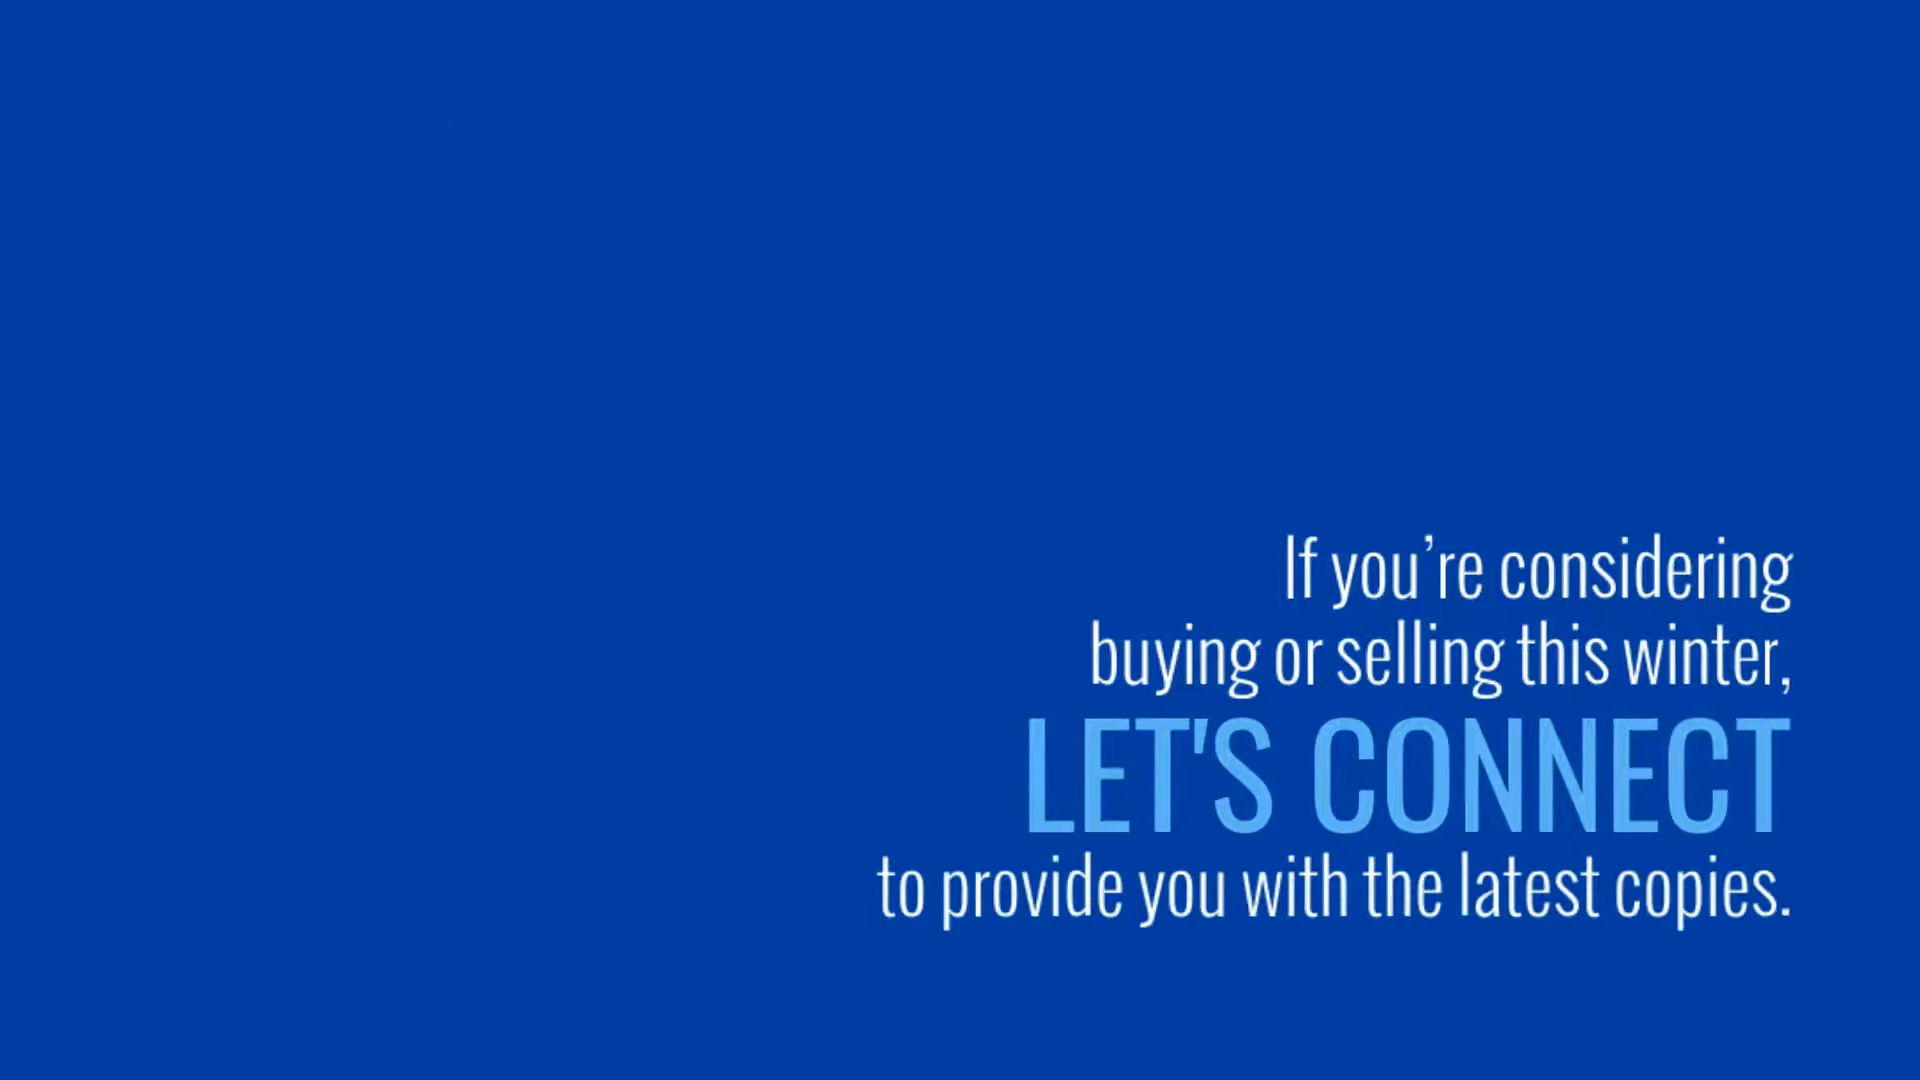 If you’re considering
buying or selling this winter,
LET'S CONNECT
to provide you with the latest copies.